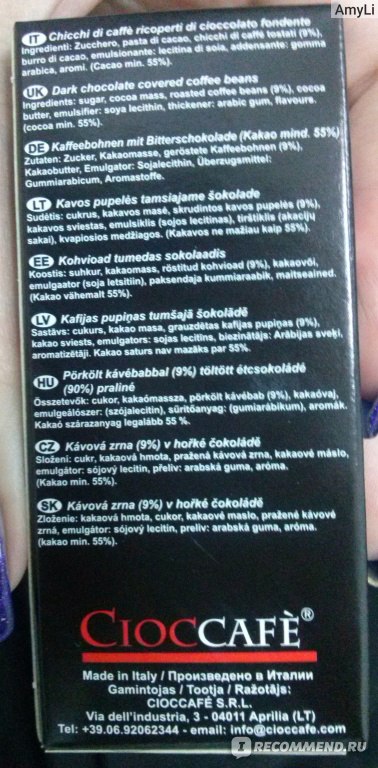 AmyLi
IT Chicchi di caffè ricoperti di cioccolato fondente
Ingredienti: Zucchero, pasta di cacao, chicchi di caffè tostati (9%),
burro di cacao, emulsionante: lecitina di soia, addensante: gomma
arabica, aromi. (Cacao min. 55%).
UK Dark chocolate covered coffee beans
Ingredients: sugar, cocoa mass, roasted coffee beans (9%), cocoa
butter, emulsifier: soya lecithin, thickener: arabic gum, flavours.
(cocoa min. 55%).
DE Kaffeebohnen mit Bitterschokolade (Kakao mind. 55%)
Zutaten: Zucker, Kakaomasse, geröstete Kaffeebohnen (9%),
Kakaobutter, Emulgator: Sojalecithin, Überzugsmittel:
Gummiarabicum, Aromastoffe.
LT Kavos pupelės tamsiajame šokolade
Sudėtis: cukrus, kakavos masė, skrudintos kavos pupelės (9%),
kakavos sviestas, emulsiklis (sojos lecitinas), tirštiklis (akacijų
sakai), kvapiosios medžiagos. (Kakavos ne mažiau kaip 55%).
EE Kohvioad tumedas sokolaadis
Koostis: suhkur, kakaomass, röstitud kohvioad (9%), kakaovõi,
emulgaator (soja letsitiin), paksendaja kummiaraabik, maitseained.
(Kakao vähemalt 55%).
LV Kafijas pupiņas tumšajā šokolādē
Sastāvs: cukurs, kakao masa, grauzdētas kafijas pupiņas (9%),
kakao sviests, emulgators: sojas lecitīns, biezinātājs: Arābijas sveķi,
aromatizētāji. Kakao saturs nav mazāks par 55%.
HU Pörkölt kávébabbal (9%) töltött étcsokoládé
(90%) praliné
Összetevők: cukor, kakaómassza, pörkölt kávébab (9%), kakaóvaj,
emulgeálószer: (szójalecitin), sűrítőanyag: (gumiarábikum), aromák.
Kakaó szárazanyag legalább 55 %.
CZ Kávová zrna (9%) v hořké čokoládě
Složení: cukr, kakaová hmota, pražená kávová zrna, kakaové máslo,
emulgátor: sójový lecitin, přeliv: arabská guma, aróma.
(Kakao min. 55%).
SK Kávová zrna (9%) v hořké čokoládě
Zloženie: kakaová hmota, cukor, kakaové maslo, pražené kávové
zrná, emulgátor: sójový lecitin, preliv: arabská guma, aróma.
(kakao min. 55%).
CIOCCAFÈ®
Made in Italy / Произведено в Италии
Gamintojas / Tootja / Ražotājs:
CIOCCAFÉ S.R.L.
Via dell'industria, 3 - 04011 Aprilia (LT)
Tel: +39.06.92062344 - email: info@cioccafe.com
IRECOMMEND.RU